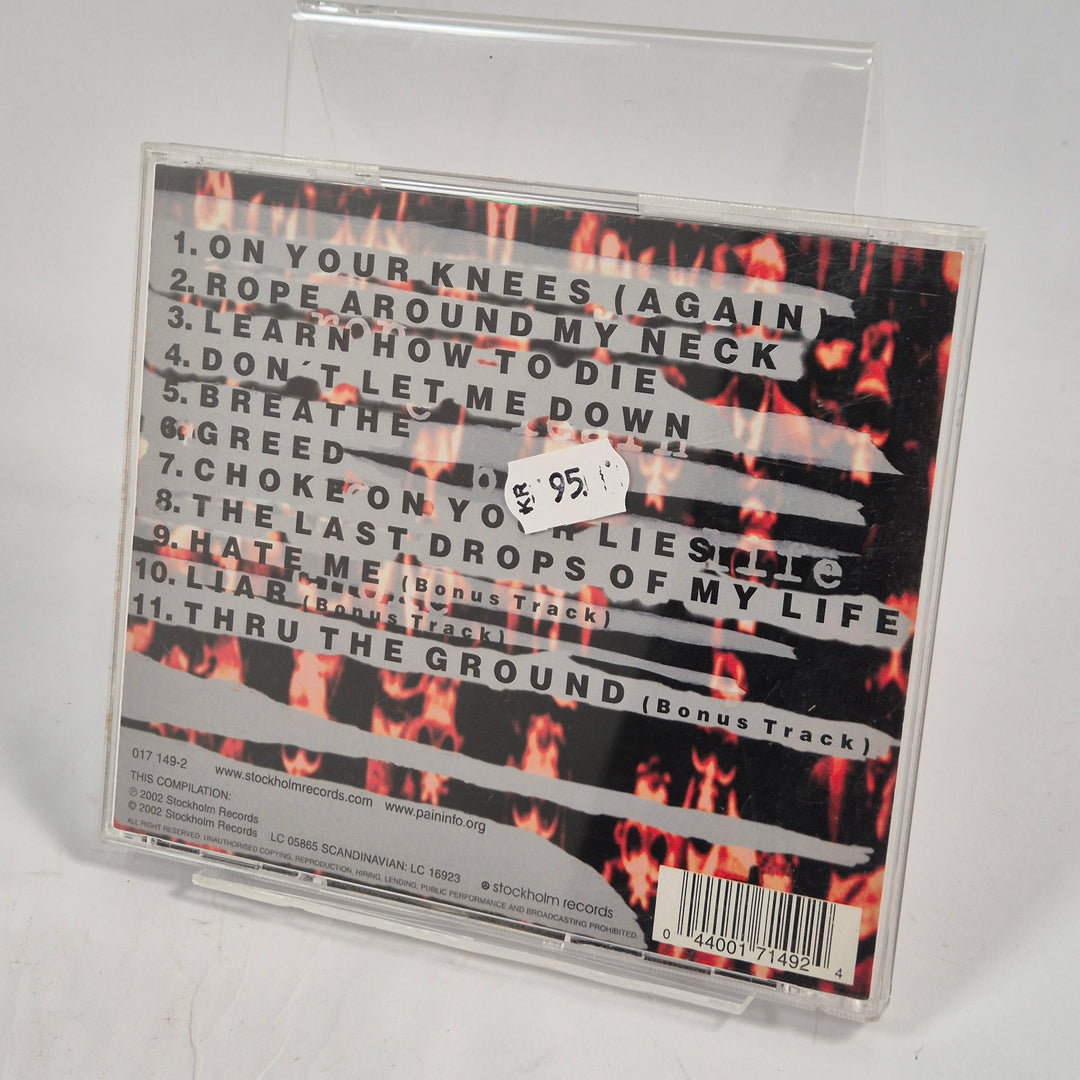 1. ON YOUR KNEES (AGAIN)
2. ROPE AROUND MY NECK
3. LEARN HOW TO DIE
4. DON´T LET ME DOWN
5. BREATHE
6. GREED
7. CHOKE ON YOUR LIES
8. THE LAST DROPS OF MY LIFE
9. HATE ME (Bonus Track)
10. LIAR (Bonus Track)
11. THRU THE GROUND (Bonus Track)
KR 95.
017 149-2
www.stockholmrecords.com www.paininfo.org
THIS COMPILATION:
℗ 2002 Stockholm Records
© 2002 Stockholm Records
LC 05865 SCANDINAVIAN: LC 16923
stockholm records
ALL RIGHT RESERVED. UNAUTHORISED COPYING, REPRODUCTION, HIRING, LENDING, PUBLIC PERFORMANCE AND BROADCASTING PROHIBITED.
0 44001 71492 4